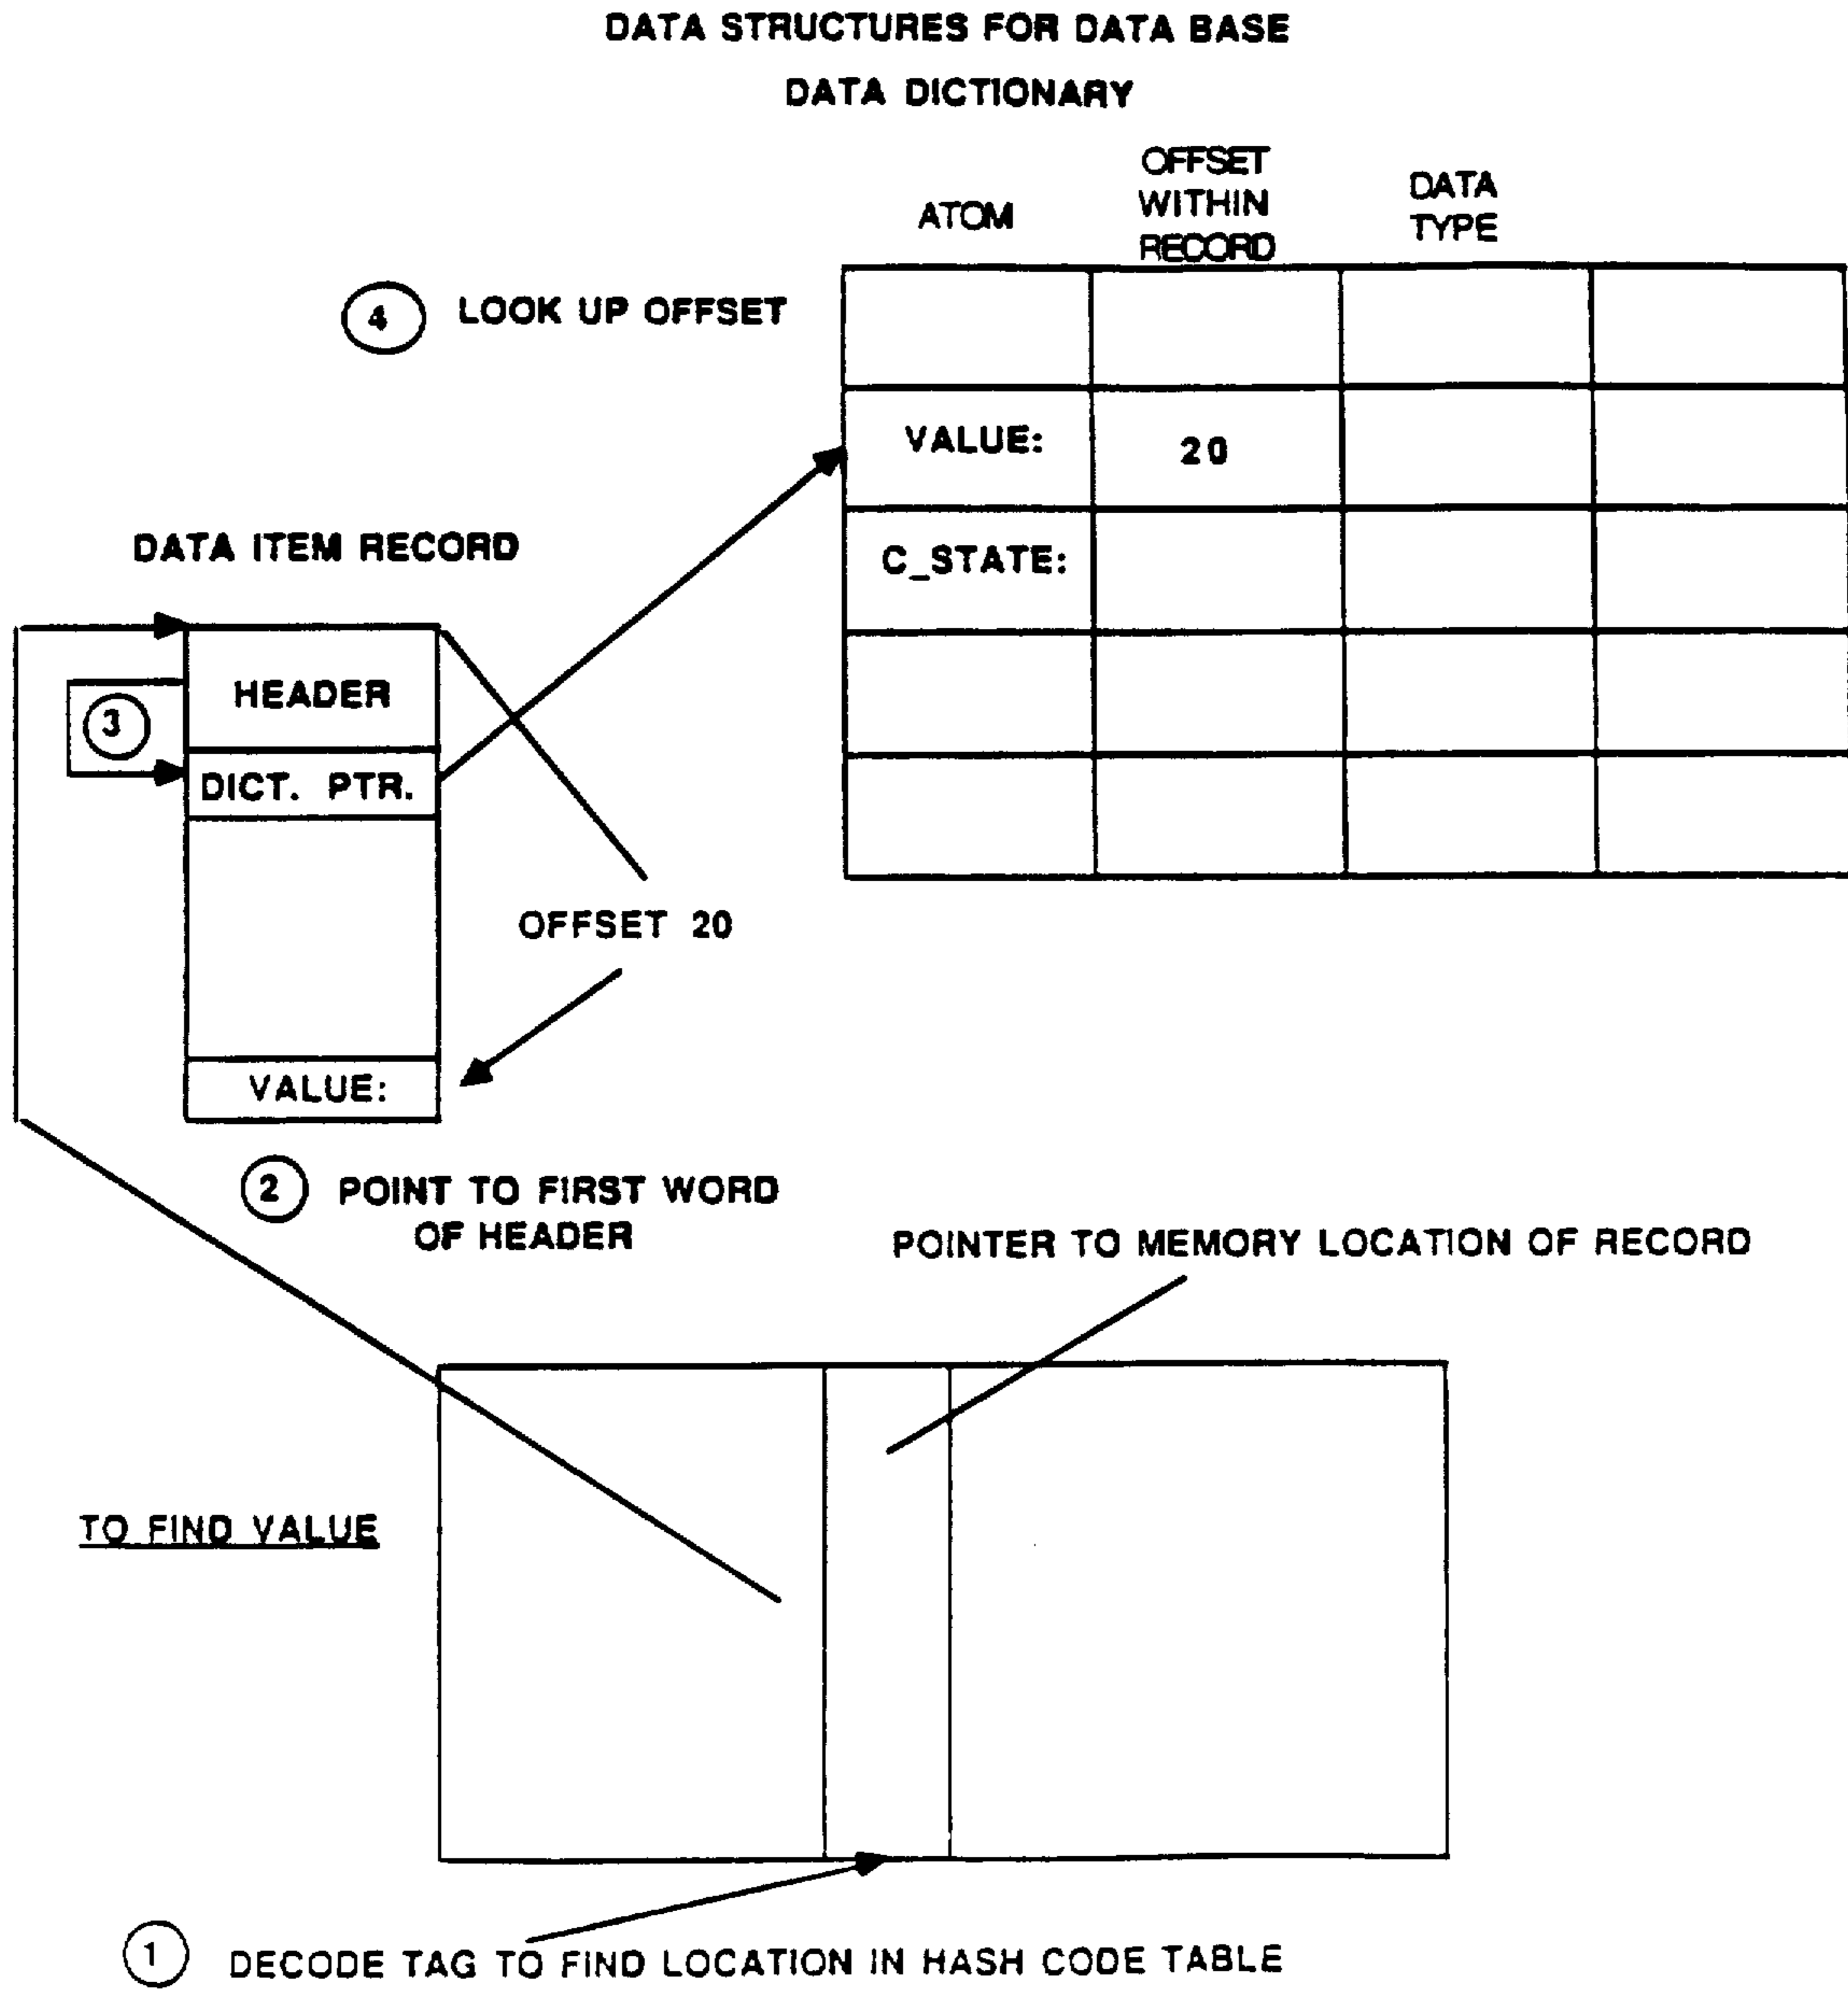 DATA STRUCTURES FOR DATA BASE
DATA DICTIONARY
ATOM
OFFSET
WITHIN
RECORD
DATA
TYPE
4 LOOK UP OFFSET
VALUE:
20
C_STATE:
DATA ITEM RECORD
HEADER
3
DICT. PTR.
OFFSET 20
VALUE:
2 POINT TO FIRST WORD
OF HEADER
POINTER TO MEMORY LOCATION OF RECORD
TO FIND VALUE
1 DECODE TAG TO FIND LOCATION IN HASH CODE TABLE